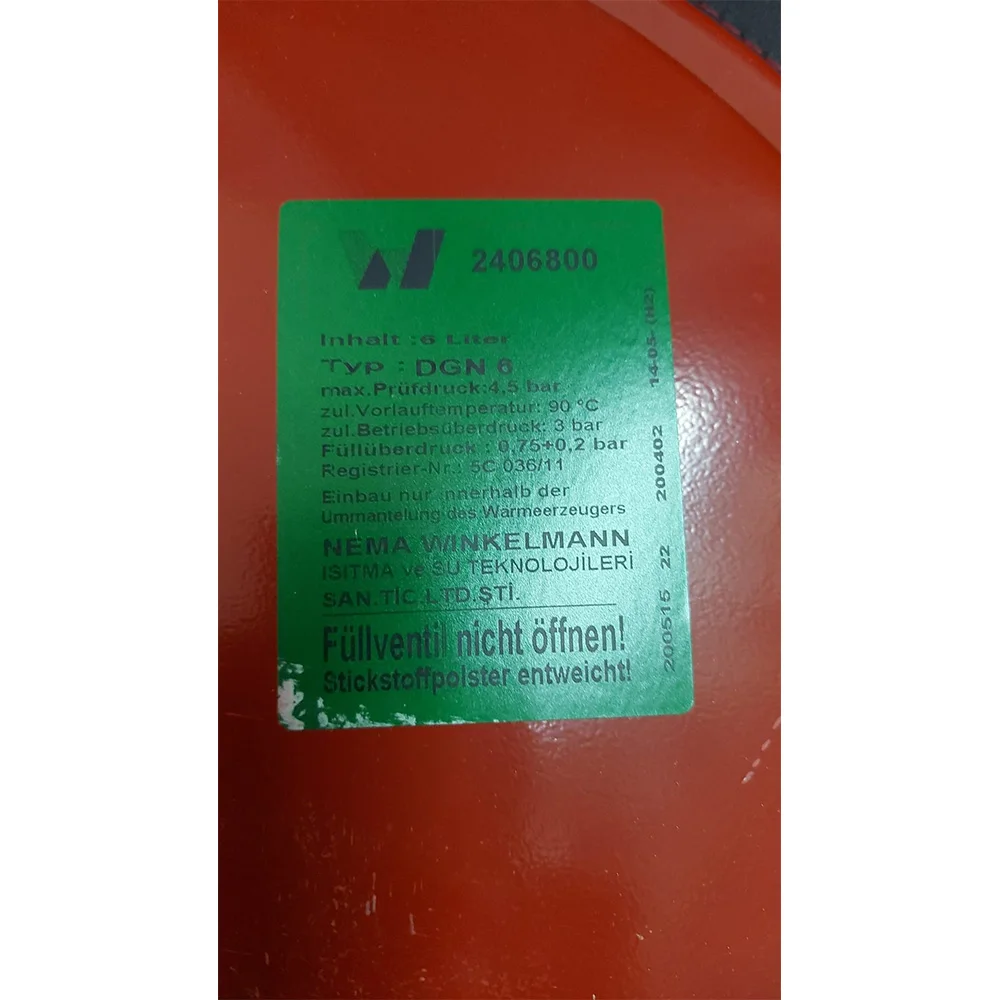 W 2406800
Inhalt :6 Liter
Typ : DGN 6
max.Prüfdruck:4,5 bar
zul.Vorlauftemperatur: 90 °C
zul.Betriebsüberdruck: 3 bar
Füllüberdruck : 0,75+0,2 bar
Registrier-Nr.: 5C 036/11
Einbau nur innerhalb der
Ummantelung des Wärmeerzeugers
NEMA WINKELMANN
ISITMA ve SU TEKNOLOJİLERİ
SAN.TİC.LTD.ŞTİ.
Füllventil nicht öffnen!
Stickstoffpolster entweicht!
200515 22 200402 14-05- (H2)